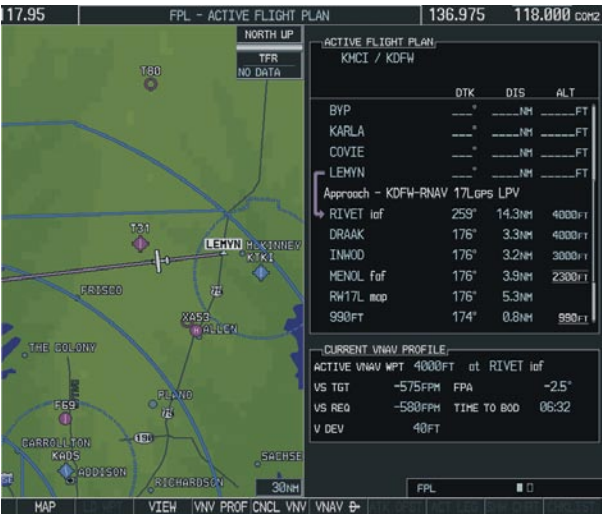 117.95 FPL – ACTIVE FLIGHT PLAN 136.975 118.000 COM2
NORTH UP
TFR
NO DATA
T80
T31
LEMYN
MCKINNEY
KTKI
FRISCO
XA53
ALLEN
THE COLONY
F69
PLANO
190
CARROLLTON
KADS
ADDISON
SACHSE
RICHARDSON
30NM
ACTIVE FLIGHT PLAN
KHCI / KDFW
DTK DIS ALT
BYP ___° ____NM _____FT
KARLA ___° ____NM _____FT
COVIE ___° ____NM _____FT
LEMYN ___° ____NM _____FT
Approach – KDFW-RNAV 17LGPS LPV
RIVET iaf 259° 14.3NM 4000FT
DRAAK 176° 3.3NM 4000FT
INWOD 176° 3.2NM 3000FT
MENOL faf 176° 3.9NM 2300FT
RW17L map 176° 5.3NM
990FT 174° 0.8NM 990FT
CURRENT VNAV PROFILE
ACTIVE VNAV WPT 4000FT at RIVET iaf
VS TGT -575FPM FPA -2.5°
VS REQ -580FPM TIME TO BOD 06:32
V DEV 40FT
FPL
MAP VIEW VNV PROF CNCL VNV VNAV